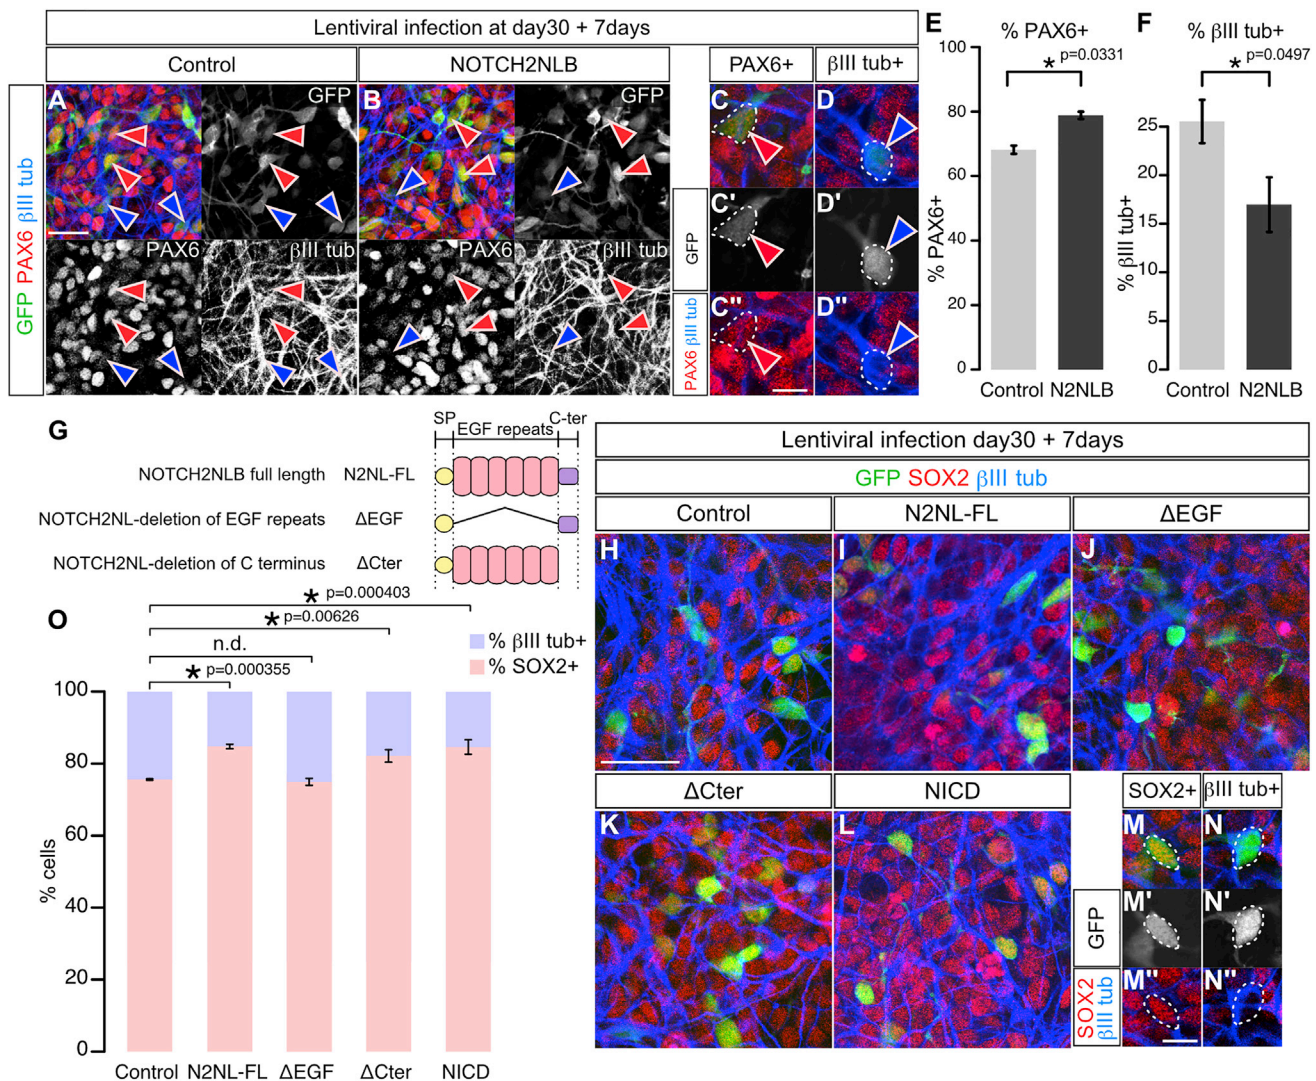 Lentiviral infection at day30 + 7days
Control
NOTCH2NLB
PAX6+
βIII tub+
GFP PAX6 βIII tub
A
GFP
B
GFP
PAX6
βIII tub
PAX6
βIII tub
C
D
GFP
C'
D'
PAX6 βIII tub
C"
D"
E
% PAX6+
* p=0.0331
% PAX6+
100
80
60
40
20
0
Control N2NLB
F
% βIII tub+
* p=0.0497
% βIII tub+
25
20
15
10
5
0
Control N2NLB
G
SP EGF repeats C-ter
NOTCH2NLB full length N2NL-FL
NOTCH2NL-deletion of EGF repeats ΔEGF
NOTCH2NL-deletion of C terminus ΔCter
Lentiviral infection day30 + 7days
GFP SOX2 βIII tub
Control
N2NL-FL
ΔEGF
H
I
J
ΔCter
NICD
K
L
SOX2+
βIII tub+
M
N
GFP
M'
N'
SOX2
βIII tub
M"
N"
O
* p=0.000403
* p=0.00626
n.d.
* p=0.000355
% βIII tub+
% SOX2+
% cells
100
80
60
40
20
0
Control N2NL-FL ΔEGF ΔCter NICD